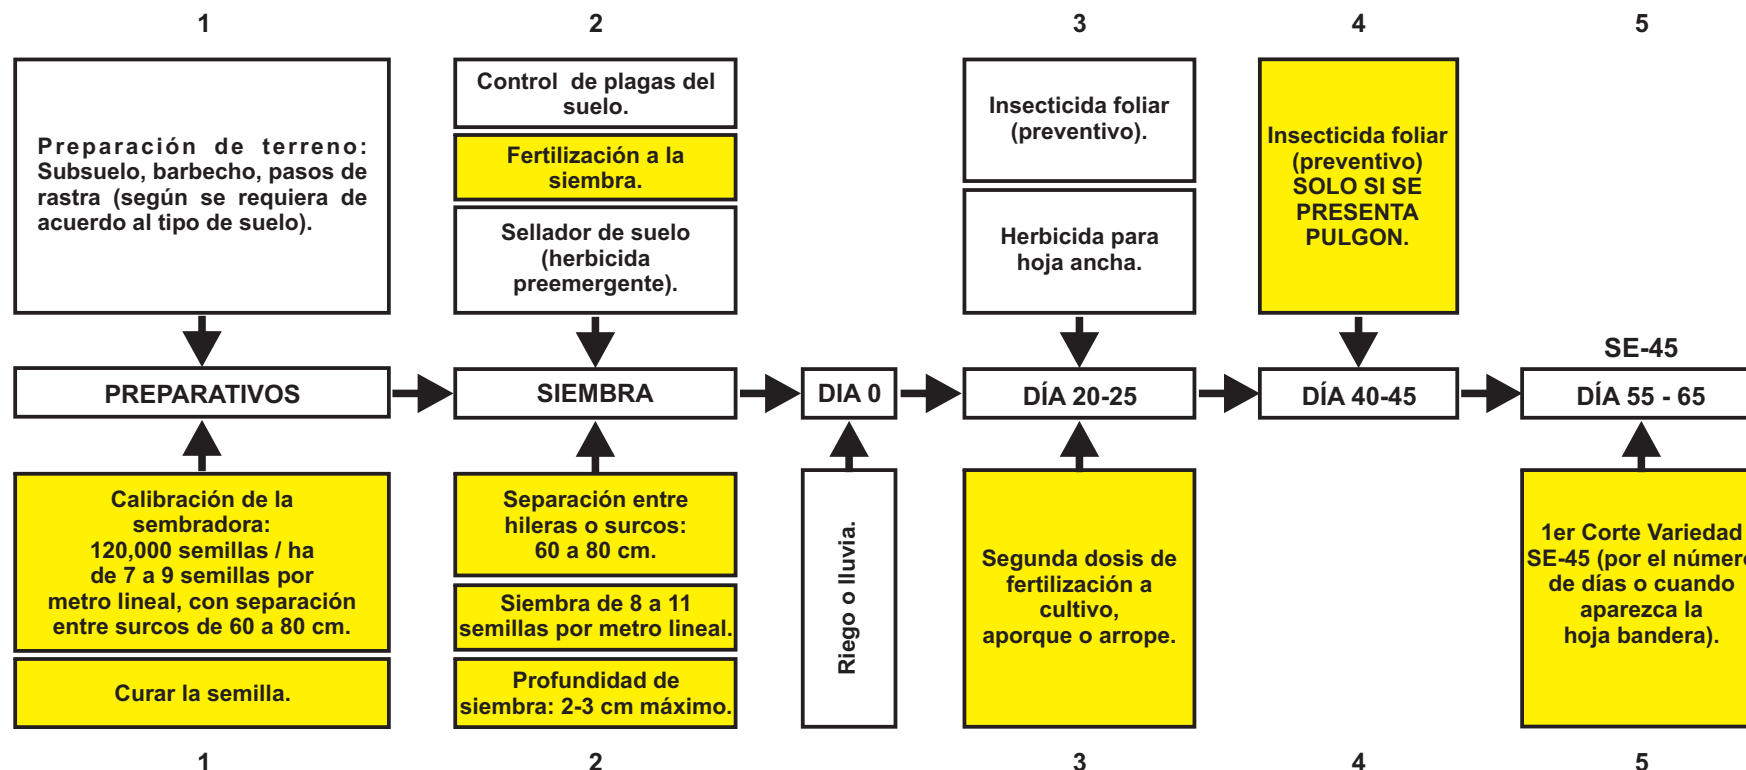 1
2
3
4
5
Preparación de terreno:
Subsuelo, barbecho, pasos de
rastra (según se requiera de
acuerdo al tipo de suelo).
Control de plagas del
suelo.
Fertilización a la
siembra.
Sellador de suelo
(herbicida
preemergente).
Insecticida foliar
(preventivo).
Herbicida para
hoja ancha.
Insecticida foliar
(preventivo)
SOLO SI SE
PRESENTA
PULGON.
SE-45
PREPARATIVOS
SIEMBRA
DIA 0
DÍA 20-25
DÍA 40-45
DÍA 55 - 65
Calibración de la
sembradora:
120,000 semillas / ha
de 7 a 9 semillas por
metro lineal, con separación
entre surcos de 60 a 80 cm.
Curar la semilla.
Separación entre
hileras o surcos:
60 a 80 cm.
Siembra de 8 a 11
semillas por metro lineal.
Profundidad de
siembra: 2-3 cm máximo.
Riego o lluvia.
Segunda dosis de
fertilización a
cultivo,
aporque o arrope.
1er Corte Variedad
SE-45 (por el número
de días o cuando
aparezca la
hoja bandera).
1
2
3
4
5